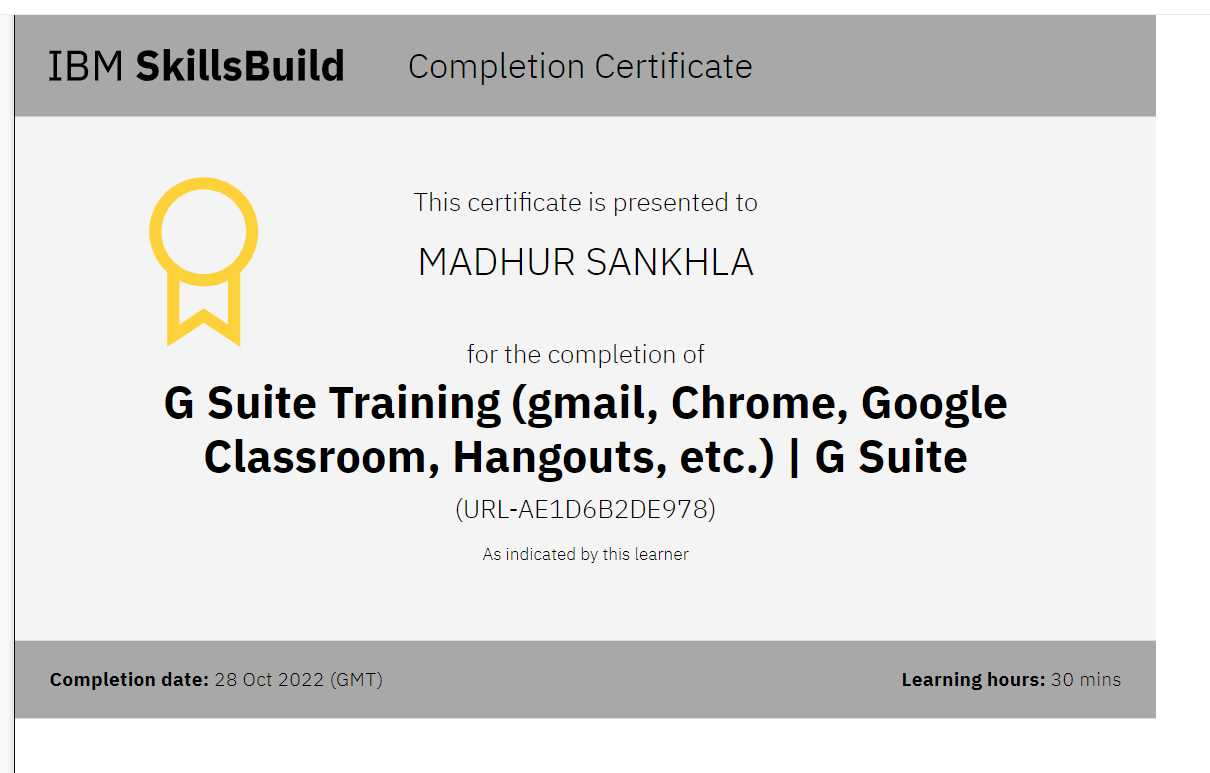 IBM SkillsBuild Completion Certificate
This certificate is presented to
MADHUR SANKHLA
for the completion of
G Suite Training (gmail, Chrome, Google
Classroom, Hangouts, etc.) | G Suite
(URL-AE1D6B2DE978)
As indicated by this learner
Completion date: 28 Oct 2022 (GMT) Learning hours: 30 mins